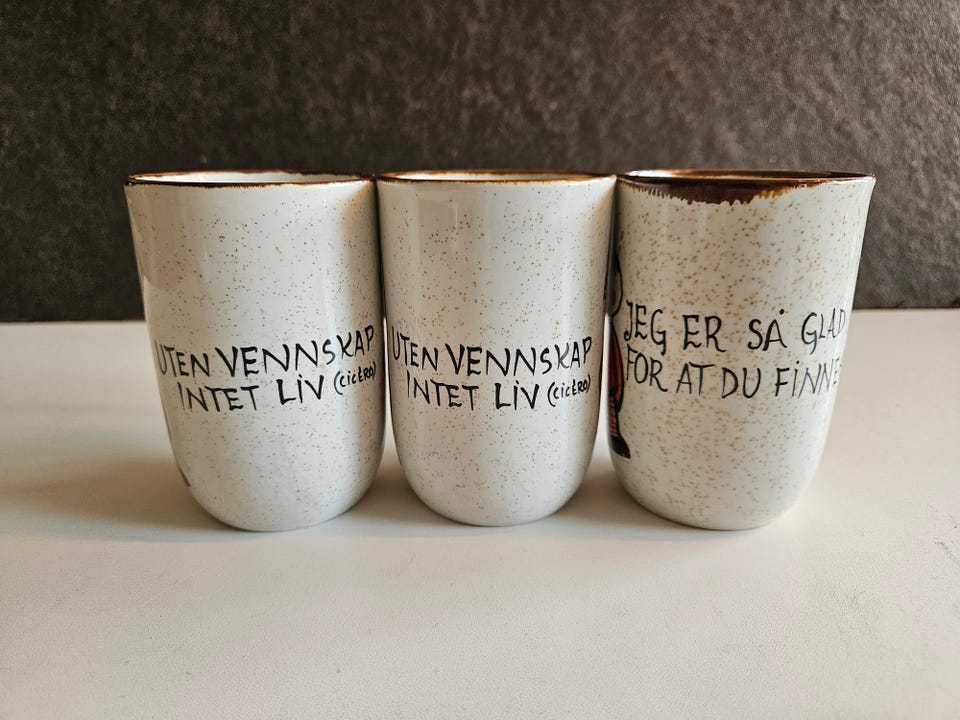 UTEN VENNSKAP
INTET LIV (CICERO)
UTEN VENNSKAP
INTET LIV (CICERO)
JEG ER SÅ GLAD
FOR AT DU FINNE